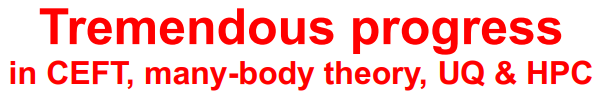 Tremendous progress
in CEFT, many-body theory, UQ & HPC